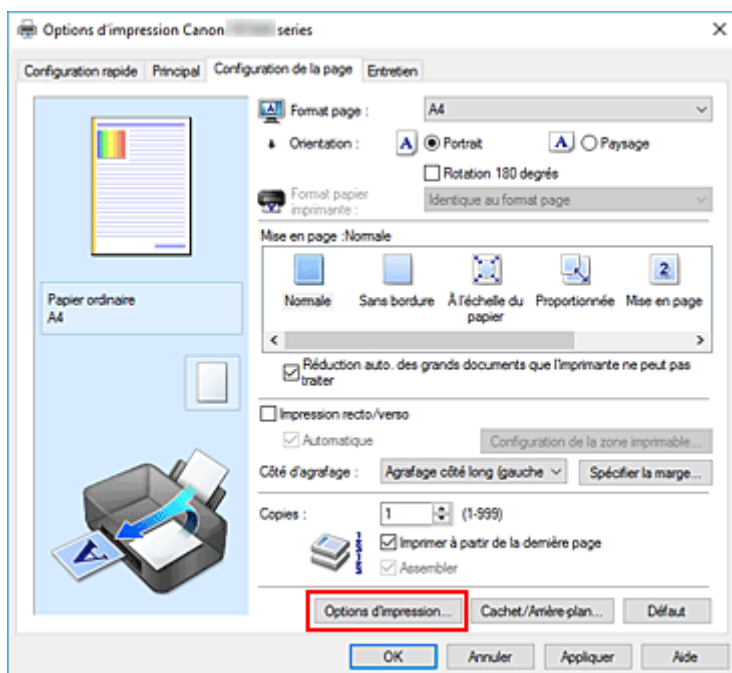 Options d'impression Canon series
Configuration rapide Principal Configuration de la page Entretien
Format page : A4
Orientation : A Portrait A Paysage
Rotation 180 degrés
Format papier
imprimante : Identique au format page
Mise en page :Normale
2
Normale Sans bordure À l'échelle du
papier Proportionnée Mise en page
Papier ordinaire
A4
Réduction auto. des grands documents que l'imprimante ne peut pas
traiter
Impression recto/verso
Automatique Configuration de la zone imprimable...
Côté d'agrafage : Agrafage côté long (gauche Spécifier la marge...
Copies : 1 (1-999)
Imprimer à partir de la dernière page
Assembler
Options d'impression... Cachet/Arrière-plan... Défaut
OK Annuler Appliquer Aide